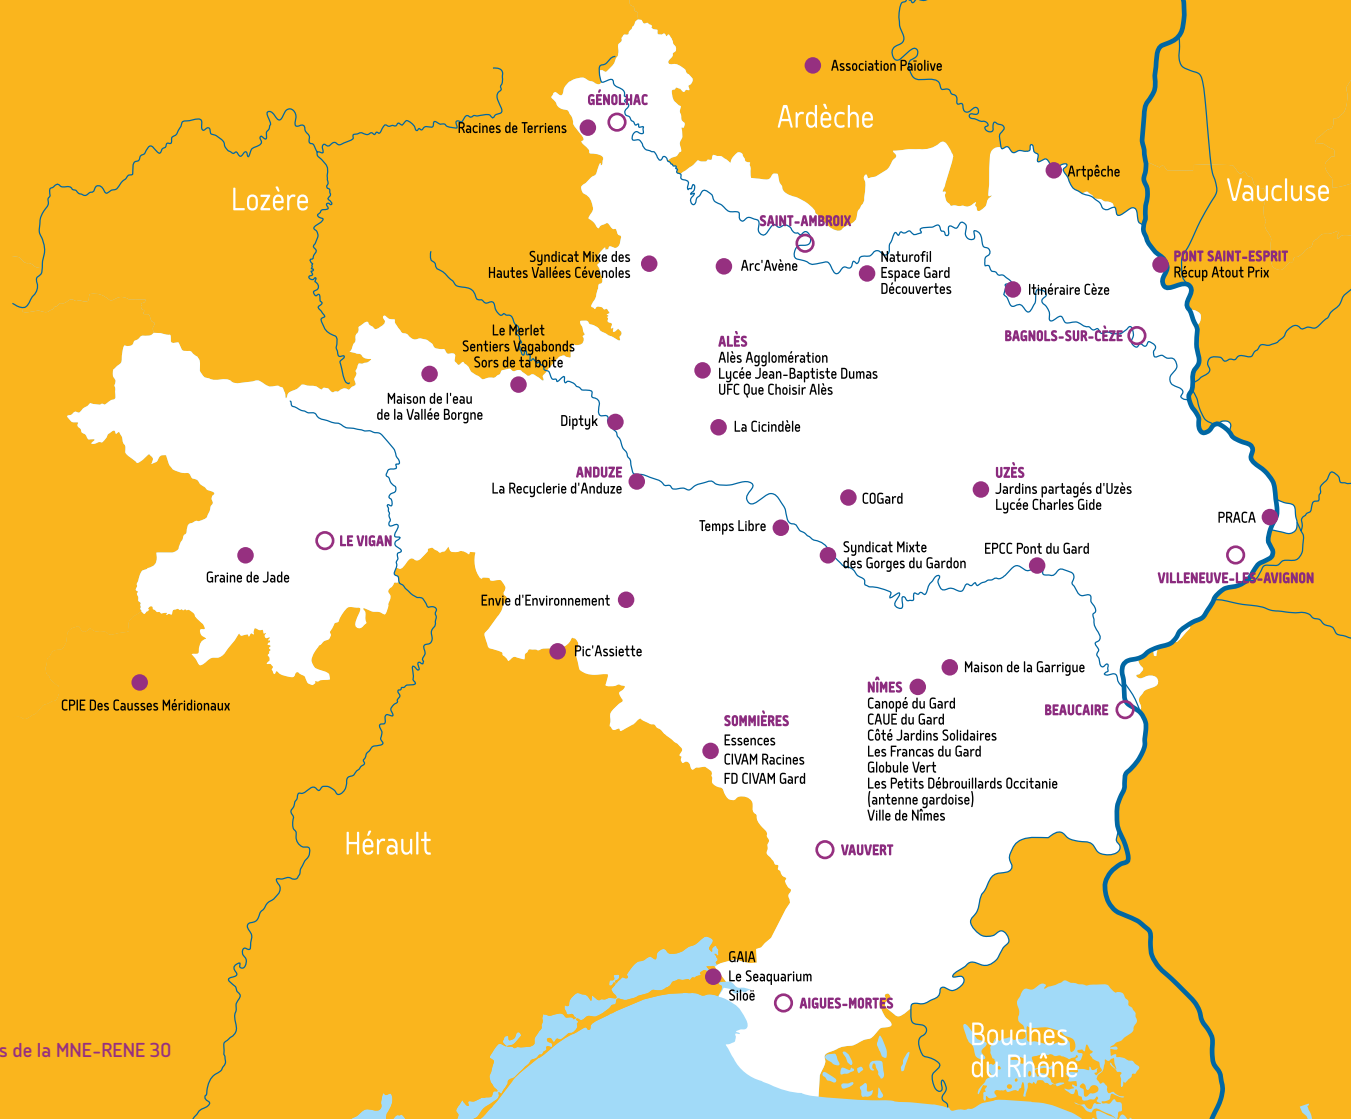 Association Païolive
Ardèche
GÉNOLHAC
Racines de Terriens
Artpêche
Lozère
Vaucluse
SAINT-AMBROIX
Syndicat Mixe des
Hautes Vallées Cévenoles
Arc'Avène
Naturofil
Espace Gard
Découvertes
PONT SAINT-ESPRIT
Récup Atout Prix
Itinéraire Cèze
BAGNOLS-SUR-CÈZE
Le Merlet
Sentiers Vagabonds
Sors de ta boite
ALÈS
Alès Agglomération
Lycée Jean-Baptiste Dumas
UFC Que Choisir Alès
Maison de l'eau
de la Vallée Borgne
Diptyk
La Cicindèle
ANDUZE
La Recyclerie d'Anduze
UZÈS
Jardins partagés d'Uzès
Lycée Charles Gide
COGard
Temps Libre
PRACA
LE VIGAN
Syndicat Mixte
des Gorges du Gardon
EPCC Pont du Gard
Graine de Jade
VILLENEUVE-LES-AVIGNON
Envie d'Environnement
Pic'Assiette
Maison de la Garrigue
CPIE Des Causses Méridionaux
NÎMES
Canopé du Gard
CAUE du Gard
Côté Jardins Solidaires
Les Francas du Gard
Globule Vert
Les Petits Débrouillards Occitanie
(antenne gardoise)
Ville de Nîmes
BEAUCAIRE
SOMMIÈRES
Essences
CIVAM Racines
FD CIVAM Gard
Hérault
VAUVERT
GAIA
Le Seaquarium
Siloë
AIGUES-MORTES
Bouches
du Rhône
s de la MNE-RENE 30